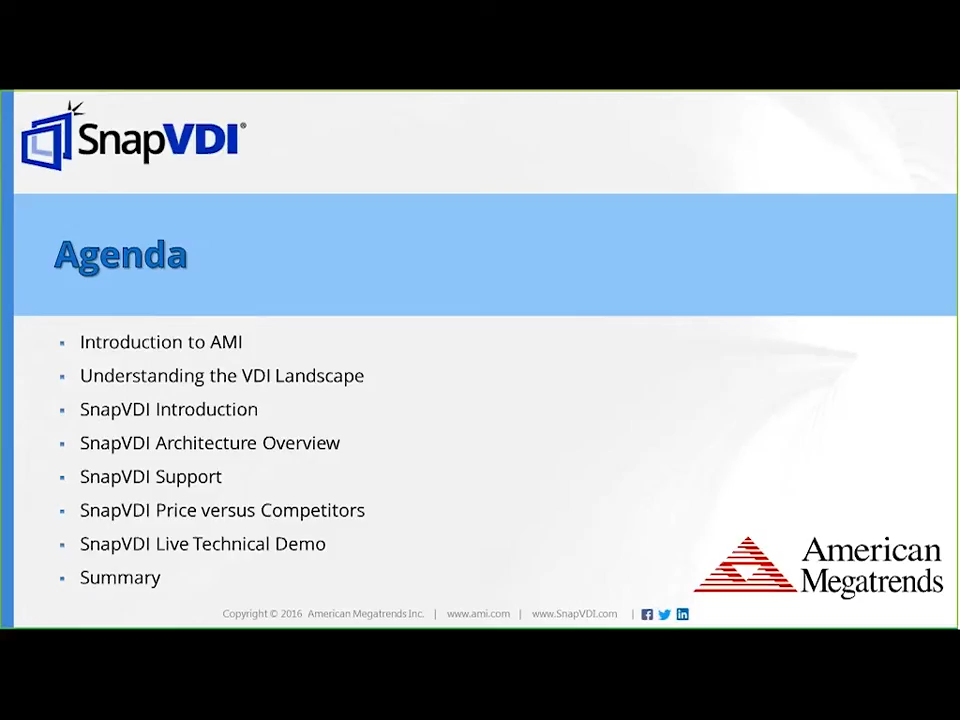 SnapVDI®
Agenda
▪ Introduction to AMI
▪ Understanding the VDI Landscape
▪ SnapVDI Introduction
▪ SnapVDI Architecture Overview
▪ SnapVDI Support
▪ SnapVDI Price versus Competitors
▪ SnapVDI Live Technical Demo
▪ Summary
American
Megatrends
Copyright © 2016 American Megatrends Inc. | www.ami.com | www.SnapVDI.com |